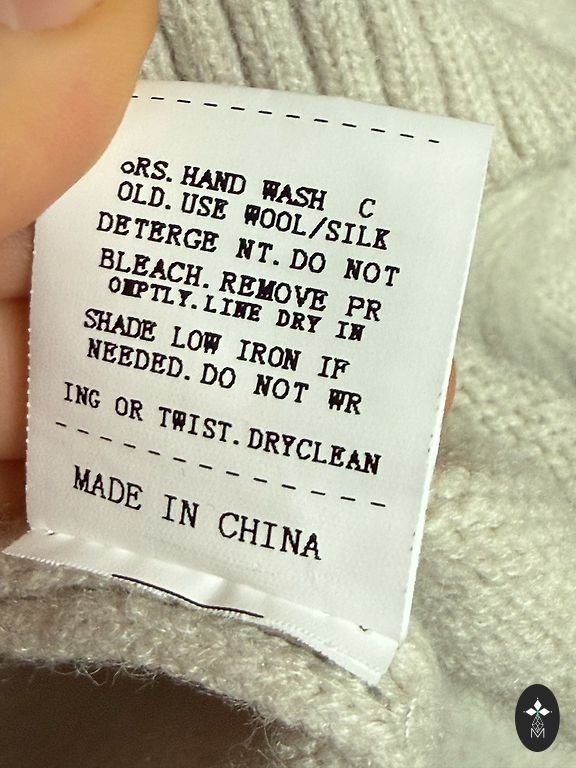 ORS. HAND WASH C
OLD. USE WOOL/SILK
DETERGE NT. DO NOT
BLEACH. REMOVE PR
OMPTLY. LINE DRY IN
SHADE LOW IRON IF
NEEDED. DO NOT WR
ING OR TWIST. DRYCLEAN
MADE IN CHINA